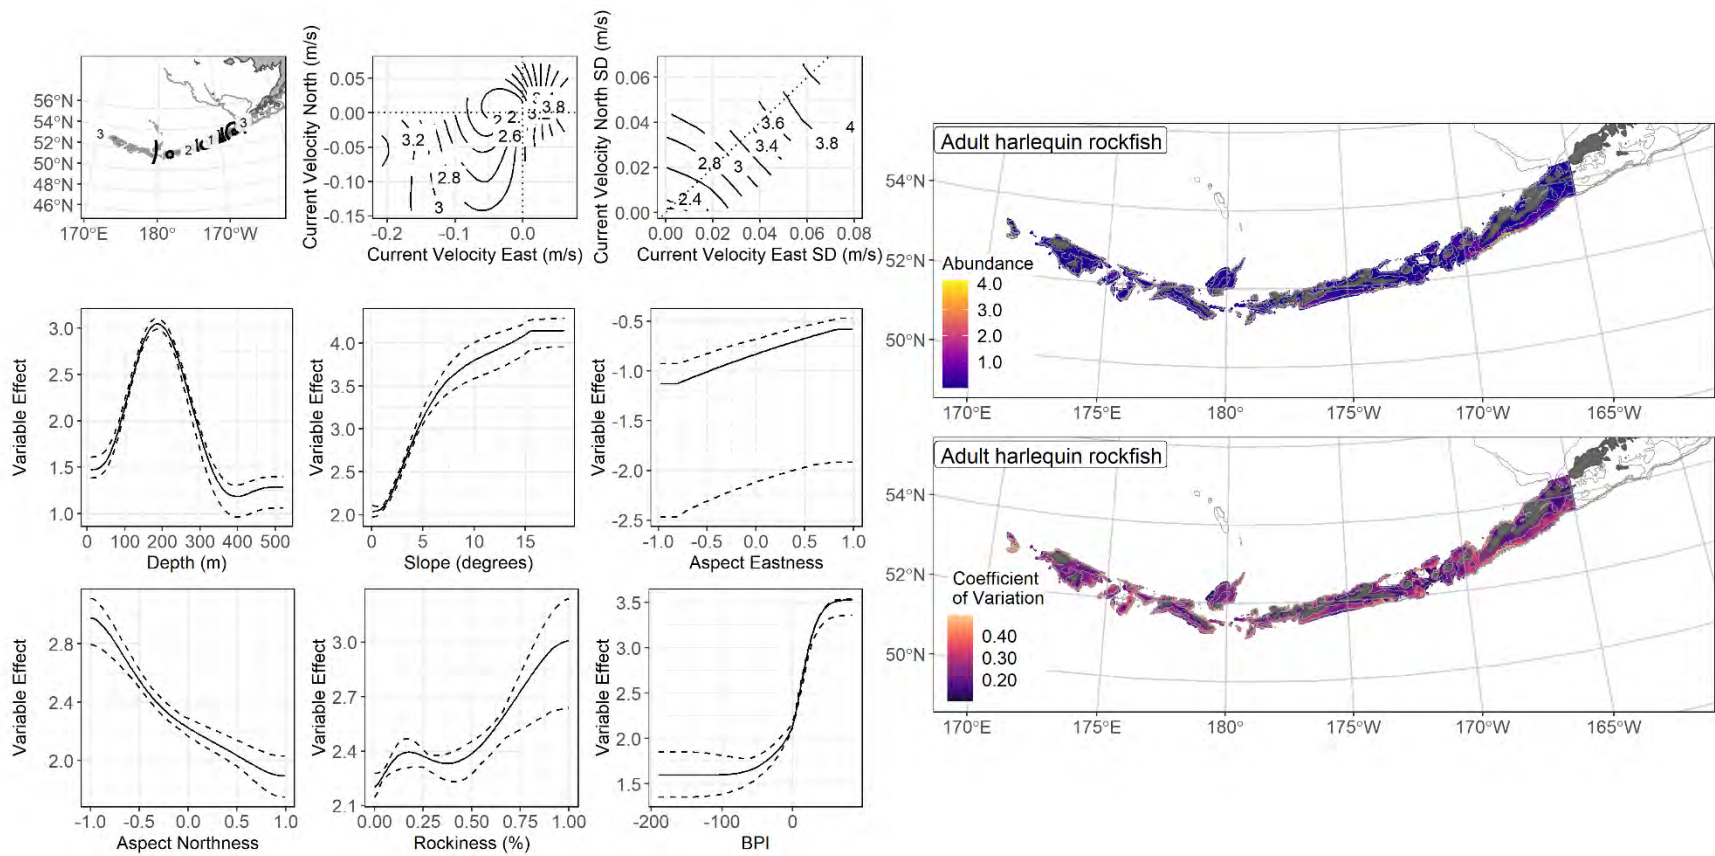 56°N
54°N
52°N
50°N
48°N
46°N
170°E
180°
170°W
3
2
3
Current Velocity North (m/s)
0.05
0.00
-0.05
-0.10
-0.15
-0.2
-0.1
0.0
Current Velocity East (m/s)
3.8
3.2
2.6
2.8
3
Current Velocity North SD (m/s)
0.06
0.04
0.02
0.00
0.00
0.02
0.04
0.06
0.08
Current Velocity East SD (m/s)
3.6
4
3.4
3.8
2.8
3
2.4
Variable Effect
3.0
2.5
2.0
1.5
1.0
0
100
200
300
400
500
Depth (m)
Variable Effect
4.0
3.5
3.0
2.5
2.0
0
5
10
15
Slope (degrees)
Variable Effect
-0.5
-1.0
-1.5
-2.0
-2.5
-1.0
-0.5
0.0
0.5
1.0
Aspect Eastness
Variable Effect
2.8
2.4
2.0
-1.0
-0.5
0.0
0.5
1.0
Aspect Northness
Variable Effect
3.0
2.7
2.4
2.1
0.00
0.25
0.50
0.75
1.00
Rockiness (%)
Variable Effect
3.5
3.0
2.5
2.0
1.5
-200
-100
0
BPI
Adult harlequin rockfish
54°N
52°N
50°N
Abundance
4.0
3.0
2.0
1.0
170°E
175°E
180°
175°W
170°W
165°W
Adult harlequin rockfish
54°N
52°N
50°N
Coefficient
of Variation
0.40
0.30
0.20
170°E
175°E
180°
175°W
170°W
165°W